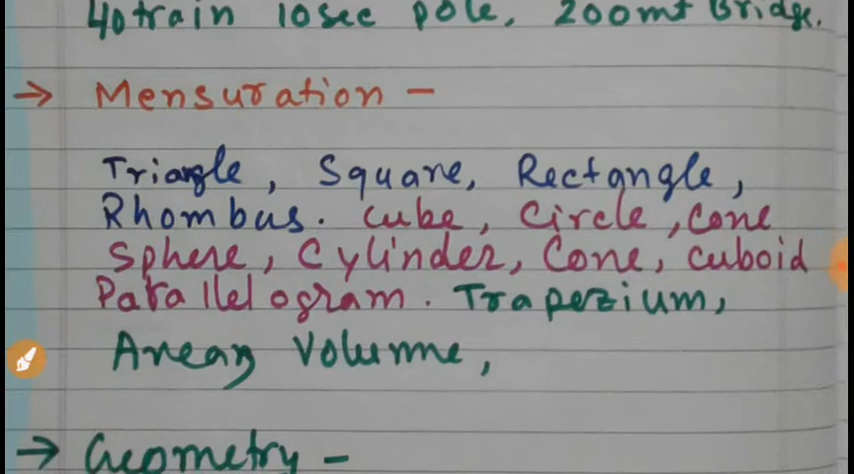 40 train 10sec pole, 200mt Bridge.
→ Mensuration -
Triangle, Square, Rectangle,
Rhombus. Cube, Circle, Cone
Sphere, Cylinder, Cone, Cuboid
Parallelogram. Trapezium,
Volume,
→ Geometry -